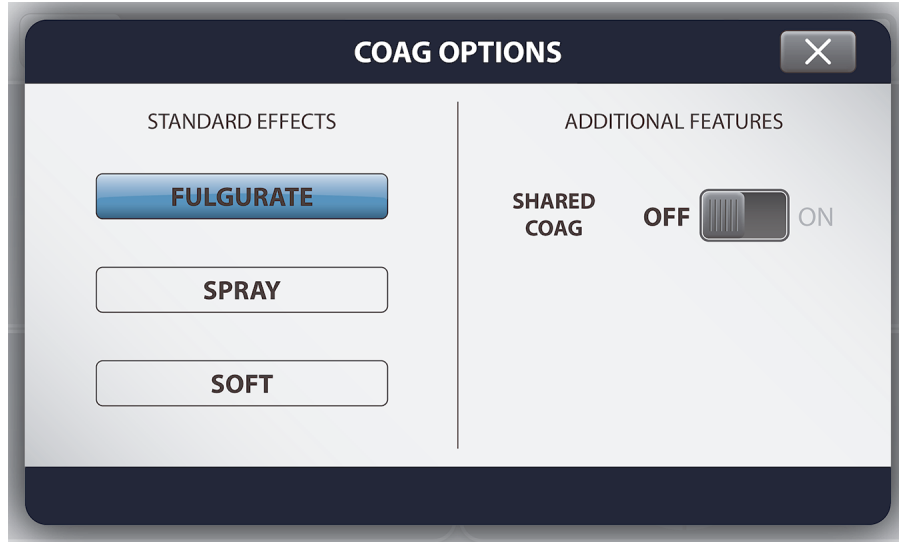 COAG OPTIONS
STANDARD EFFECTS
FULGURATE
SPRAY
SOFT
ADDITIONAL FEATURES
SHARED
COAG
OFF ON